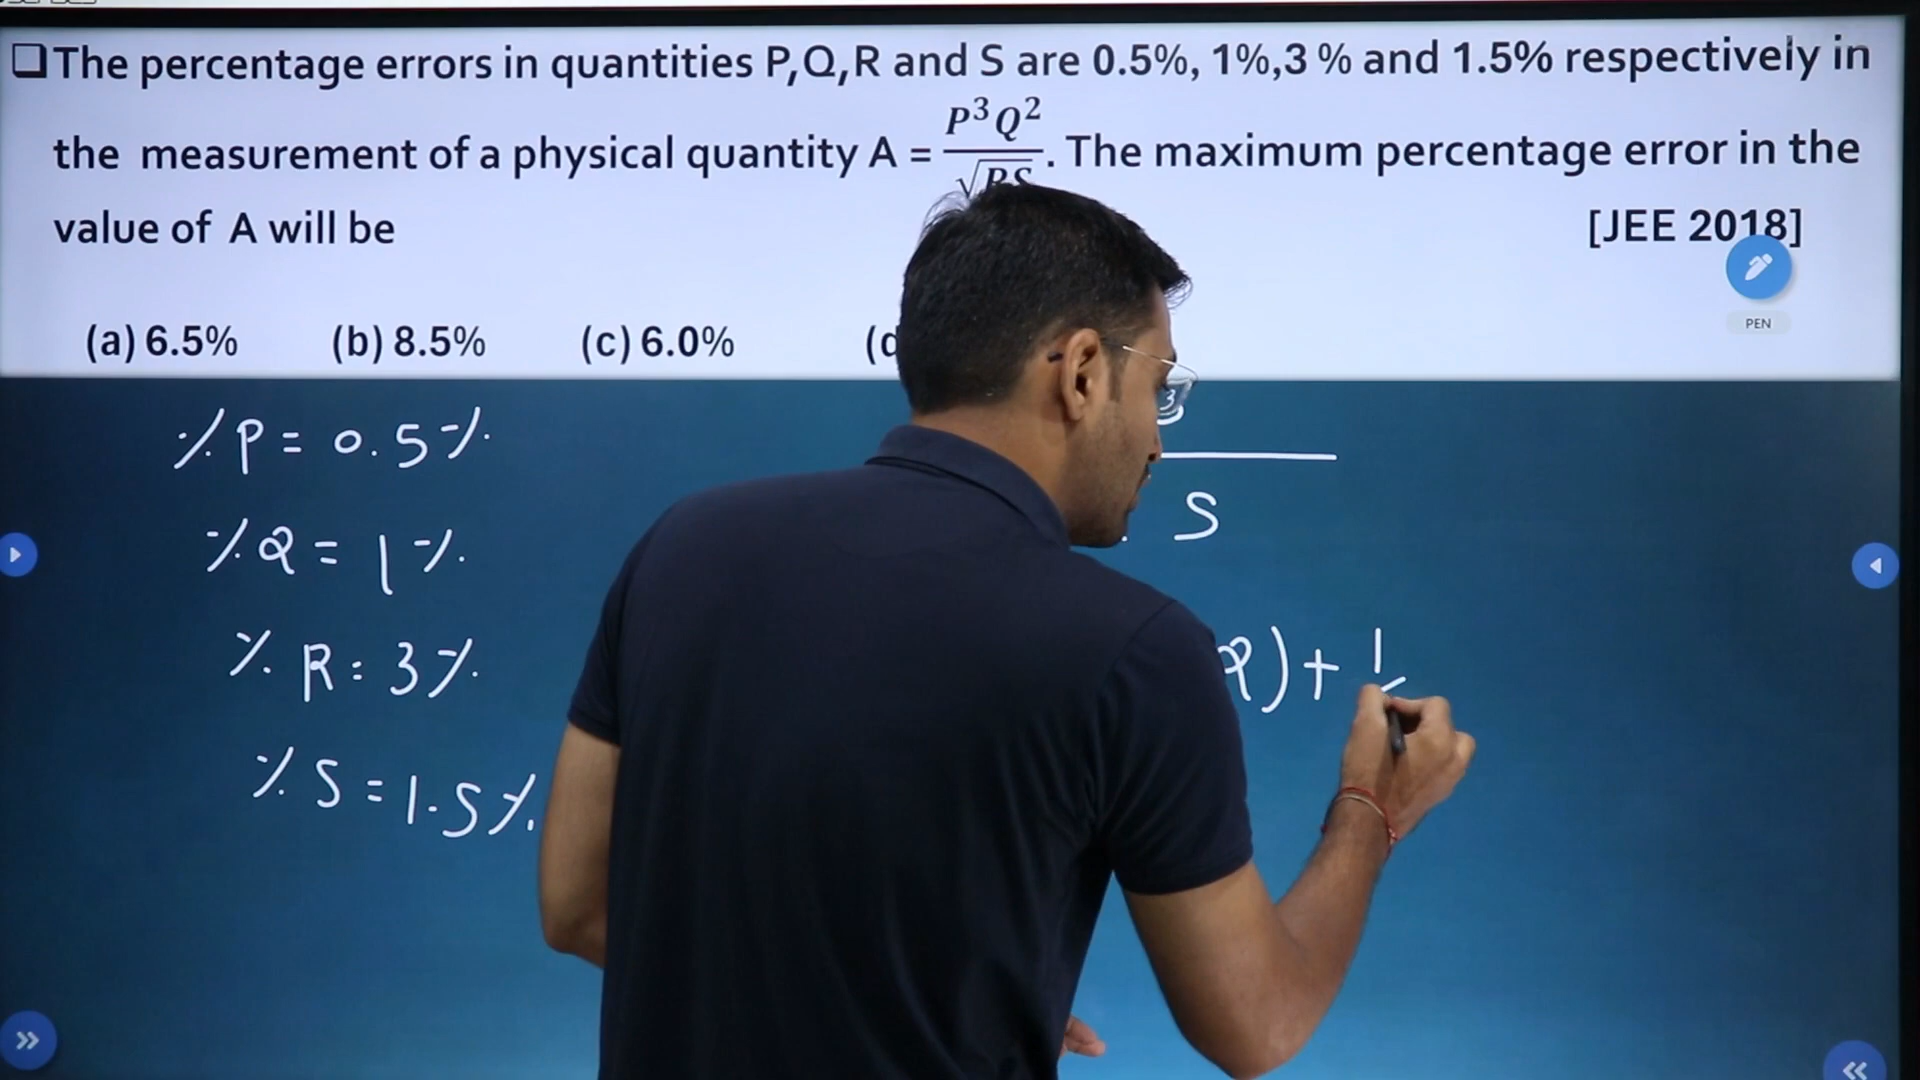 ❑The percentage errors in quantities P,Q,R and S are 0.5%, 1%,3 % and 1.5% respectively in
the measurement of a physical quantity A = P³Q²/√RS. The maximum percentage error in the
value of A will be [JEE 2018]
PEN
(a) 6.5% (b) 8.5% (c) 6.0% (d
% P = 0.5 %
% Q = 1 %
% R = 3 %
% S = 1.5 %
3
S
Q) + 1